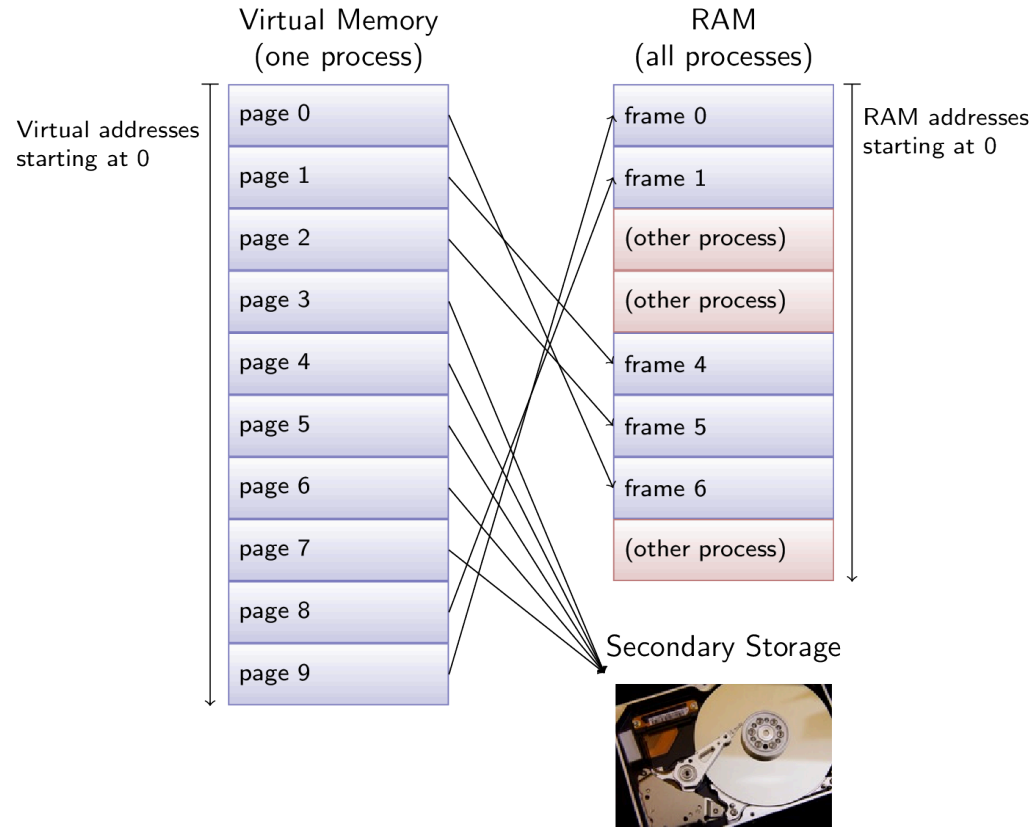 Virtual Memory
(one process)
RAM
(all processes)
Virtual addresses
starting at 0
page 0
page 1
page 2
page 3
page 4
page 5
page 6
page 7
page 8
page 9
frame 0
frame 1
(other process)
(other process)
frame 4
frame 5
frame 6
(other process)
RAM addresses
starting at 0
Secondary Storage